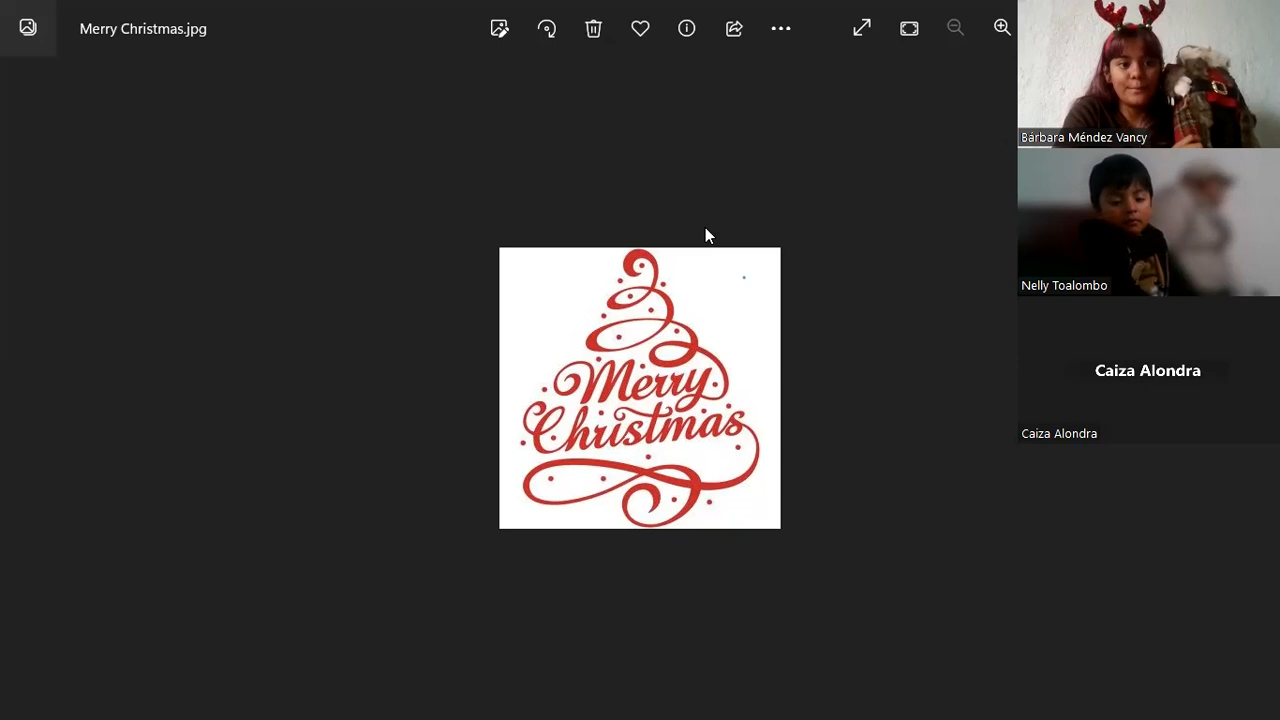 Merry Christmas.jpg
Merry
Christmas
Bárbara Méndez Vancy
Nelly Toalombo
Caiza Alondra
Caiza Alondra